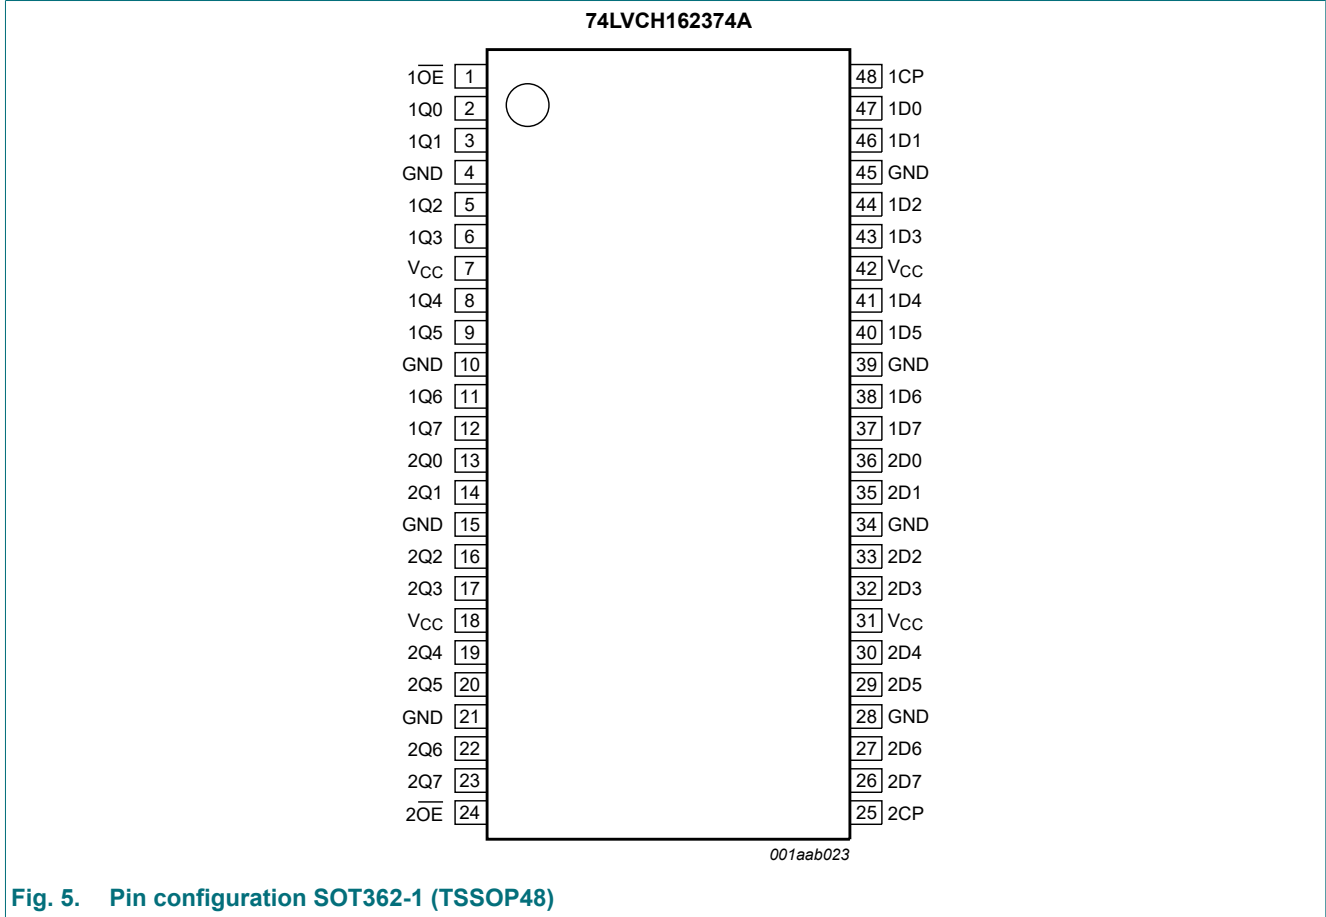 74LVCH162374A
1O̅E̅ 1 48 1CP
1Q0 2 47 1D0
1Q1 3 46 1D1
GND 4 45 GND
1Q2 5 44 1D2
1Q3 6 43 1D3
VCC 7 42 VCC
1Q4 8 41 1D4
1Q5 9 40 1D5
GND 10 39 GND
1Q6 11 38 1D6
1Q7 12 37 1D7
2Q0 13 36 2D0
2Q1 14 35 2D1
GND 15 34 GND
2Q2 16 33 2D2
2Q3 17 32 2D3
VCC 18 31 VCC
2Q4 19 30 2D4
2Q5 20 29 2D5
GND 21 28 GND
2Q6 22 27 2D6
2Q7 23 26 2D7
2O̅E̅ 24 25 2CP
001aab023
Fig. 5. Pin configuration SOT362-1 (TSSOP48)